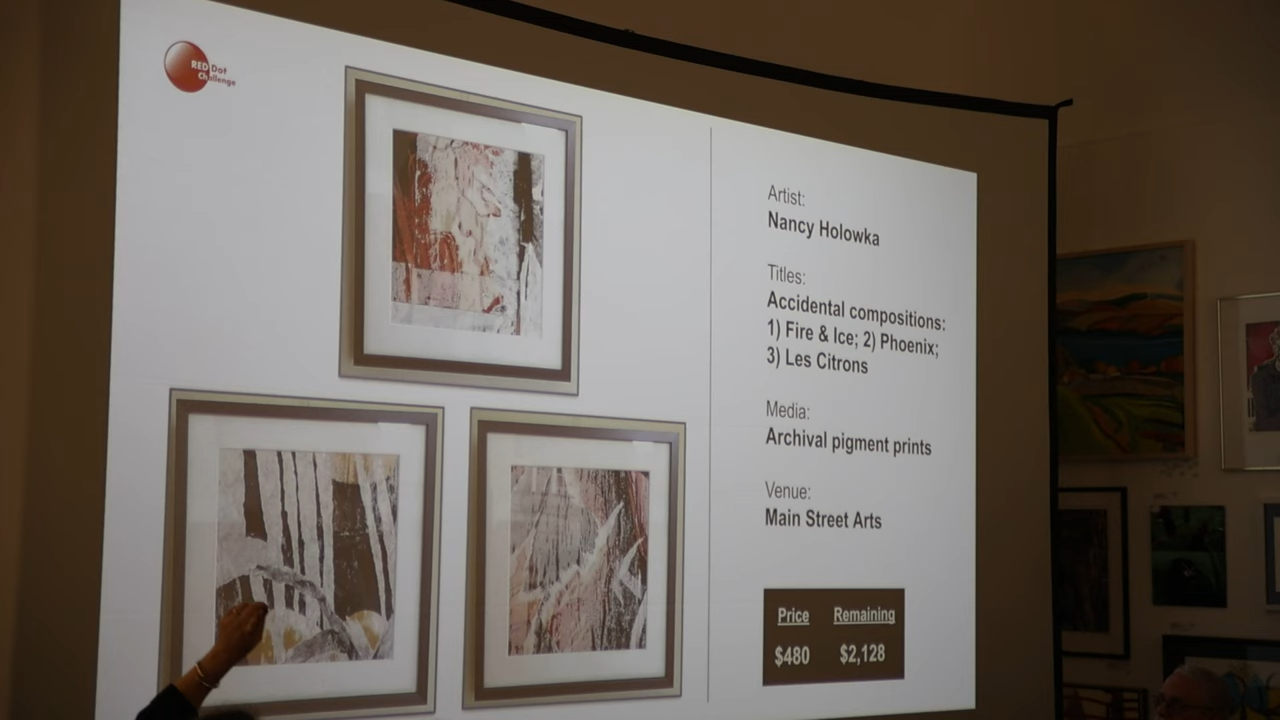 RED Dot
Challenge
Artist:
Nancy Holowka
Titles:
Accidental compositions:
1) Fire & Ice; 2) Phoenix;
3) Les Citrons
Media:
Archival pigment prints
Venue:
Main Street Arts
Price Remaining
$480 $2,128